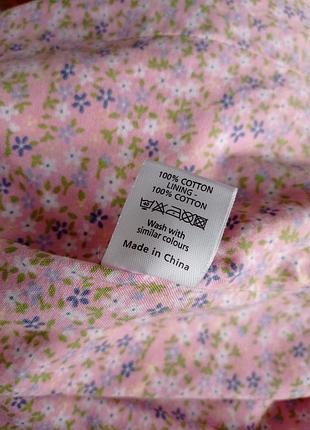 100% COTTON
LINING -
100% COTTON
Wash with
similar colours
Made in China